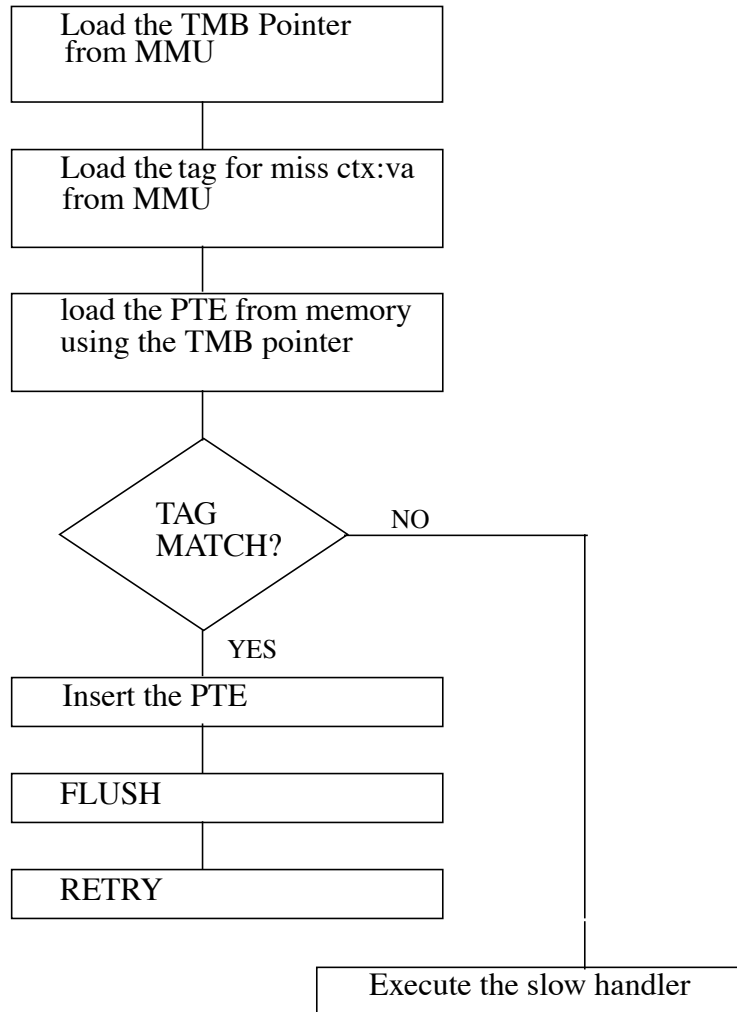 Load the TMB Pointer
from MMU
Load the tag for miss ctx:va
from MMU
load the PTE from memory
using the TMB pointer
TAG
MATCH?
NO
YES
Insert the PTE
FLUSH
RETRY
Execute the slow handler